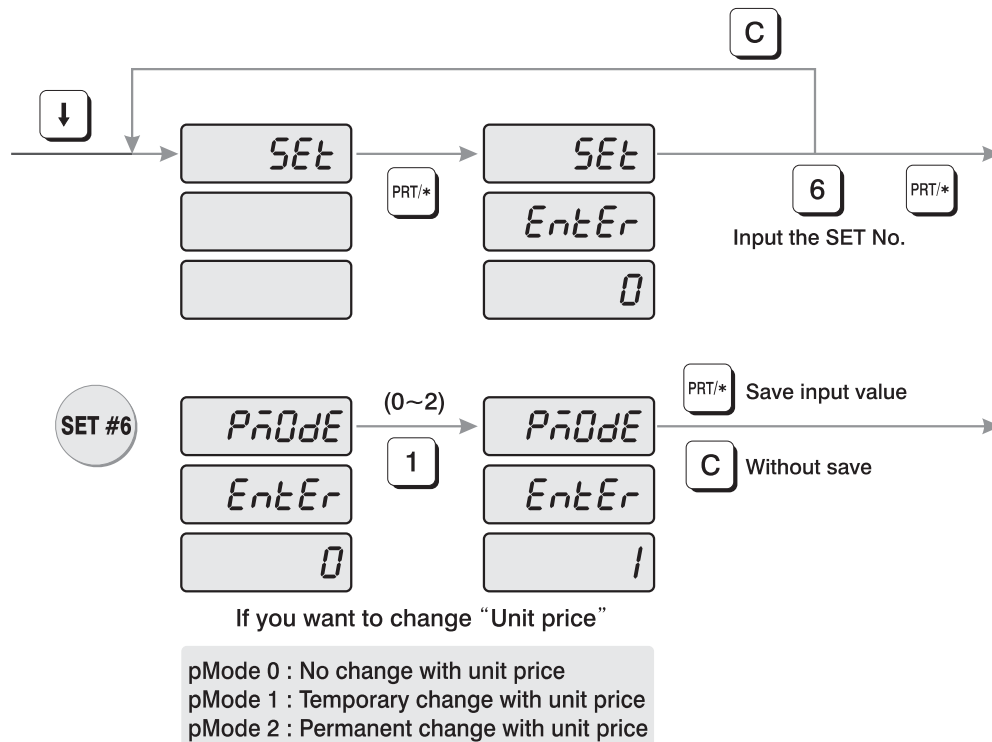 C
↓
SEt
PRT/*
SEt
EntEr
0
6
PRT/*
Input the SET No.
SET #6
PmOdE
EntEr
0
(0~2)
1
PmOdE
EntEr
1
PRT/* Save input value
C Without save
If you want to change “Unit price”
pMode 0 : No change with unit price
pMode 1 : Temporary change with unit price
pMode 2 : Permanent change with unit price